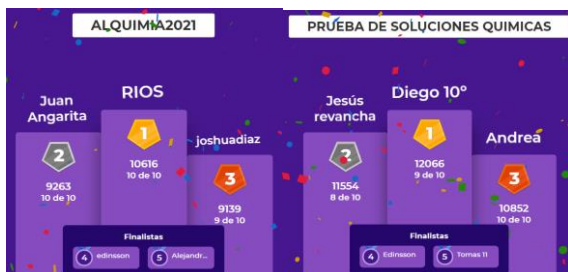 ALQUIMIA2021
RIOS
Juan
Angarita
joshuadiaz
1
2
3
10616
10 de 10
9263
10 de 10
9139
9 de 10
Finalistas
4 edinsson
5 Alejandr...
PRUEBA DE SOLUCIONES QUIMICAS
Diego 10º
Jesús
revancha
Andrea
1
2
3
12066
9 de 10
11554
8 de 10
10852
10 de 10
Finalistas
4 Edinsson
5 Tomas 11